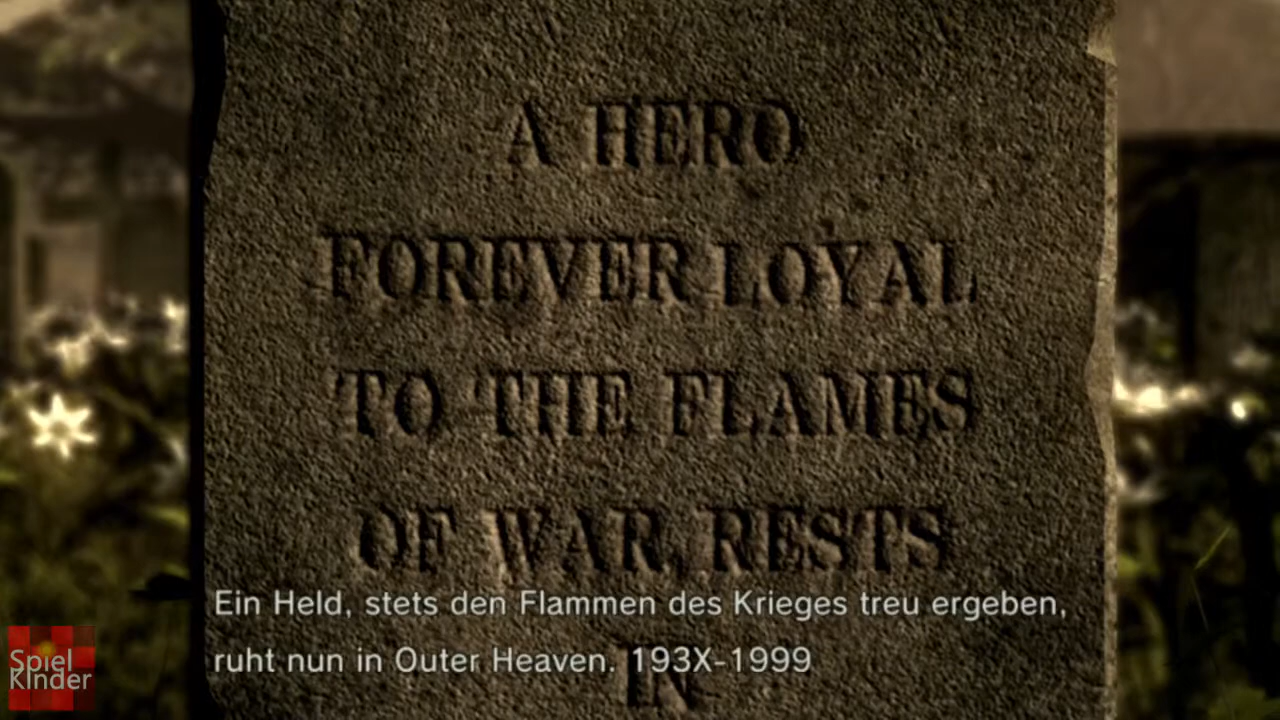 A HERO
FOREVER LOYAL
TO THE FLAMES
OF WAR, RESTS
IN
Ein Held, stets den Flammen des Krieges treu ergeben,
ruht nun in Outer Heaven. 193X-1999
Spiel
KInder